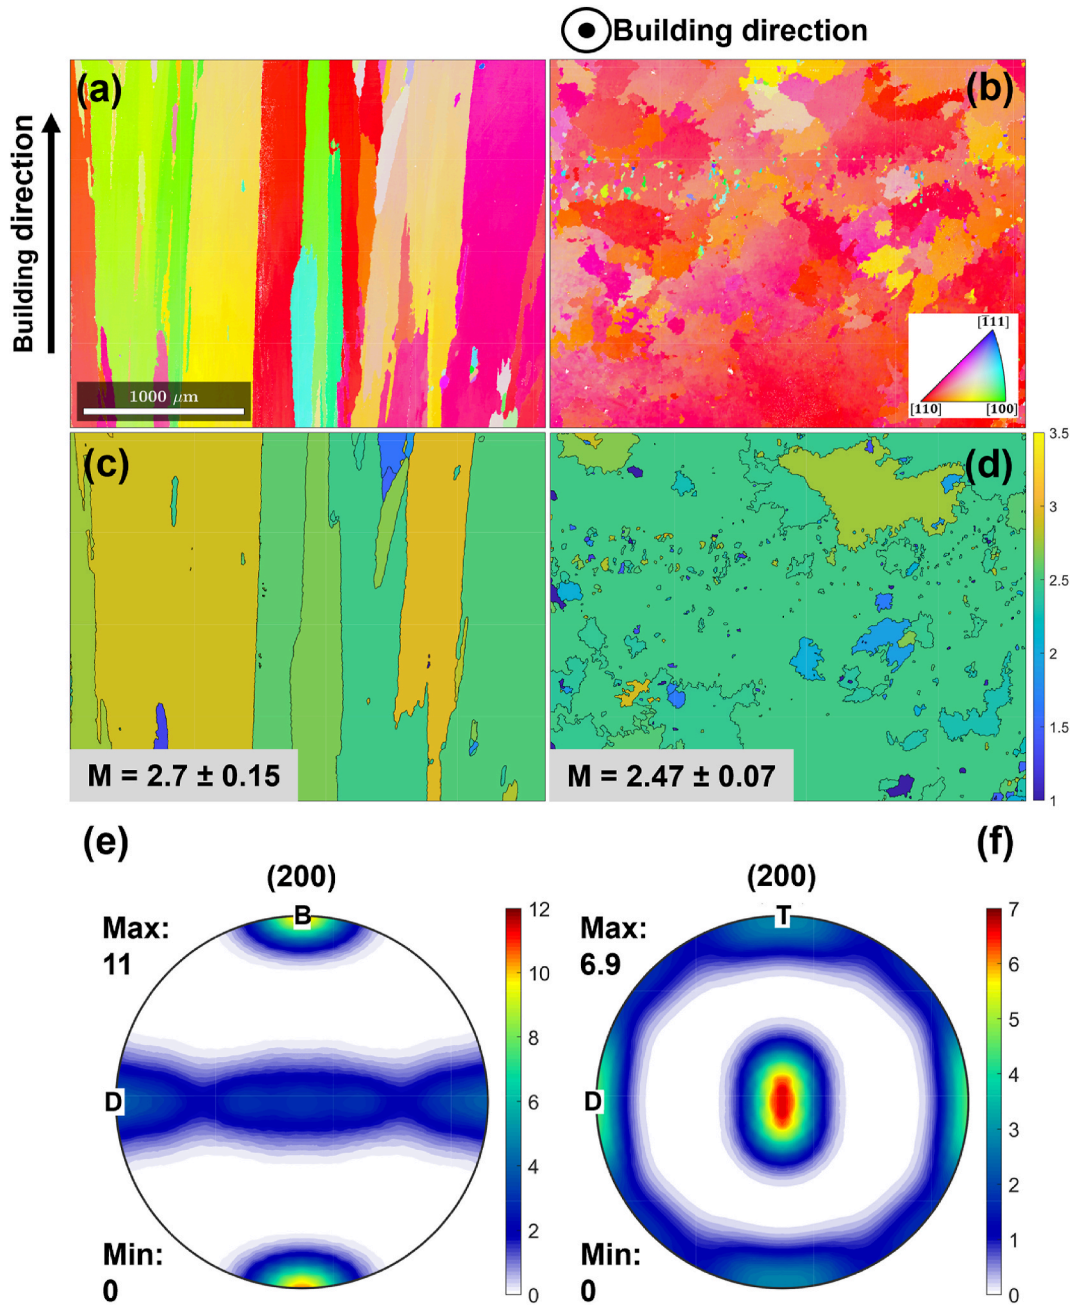 Building direction
(a)
(b)
Building direction
1000 μm
[1̅11]
[110]
[100]
(c)
(d)
3.5
3
2.5
2
1.5
1
M = 2.7 ± 0.15
M = 2.47 ± 0.07
(e)
(f)
(200)
(200)
Max:
11
B
D
Min:
0
12
10
8
6
4
2
0
Max:
6.9
T
D
Min:
0
7
6
5
4
3
2
1
0